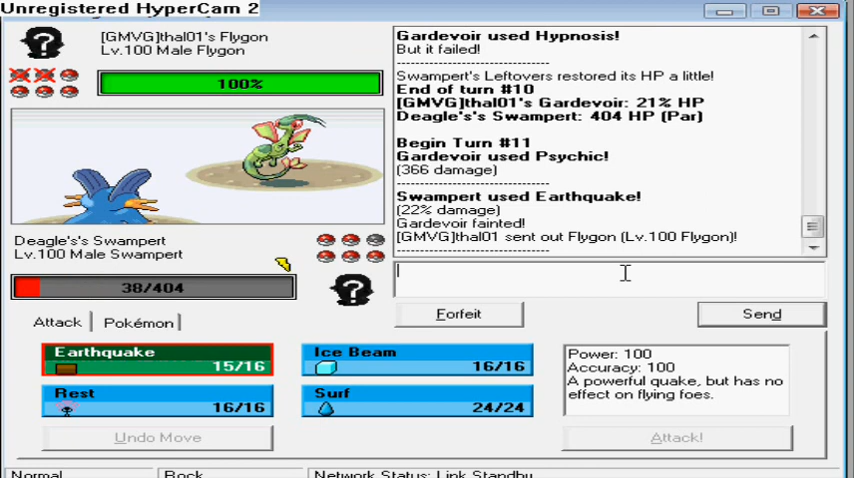 Unregistered HyperCam 2
[GMVG]thal01's Flygon
Lv.100 Male Flygon
100%
Deagle's's Swampert
Lv.100 Male Swampert
38/404
Gardevoir used Hypnosis!
But it failed!
Swampert's Leftovers restored its HP a little!
End of turn #10
[GMVG]thal01's Gardevoir: 21% HP
Deagle's's Swampert: 404 HP (Par)
Begin Turn #11
Gardevoir used Psychic!
(366 damage)
Swampert used Earthquake!
(22% damage)
Gardevoir fainted!
[GMVG]thal01 sent out Flygon (Lv.100 Flygon)!
Forfeit
Send
Attack
Pokémon
Earthquake
15/16
Ice Beam
16/16
Rest
16/16
Surf
24/24
Power: 100
Accuracy: 100
A powerful quake, but has no
effect on flying foes.
Undo Move
Attack!
Normal
Rock
Network Status: Link Standby